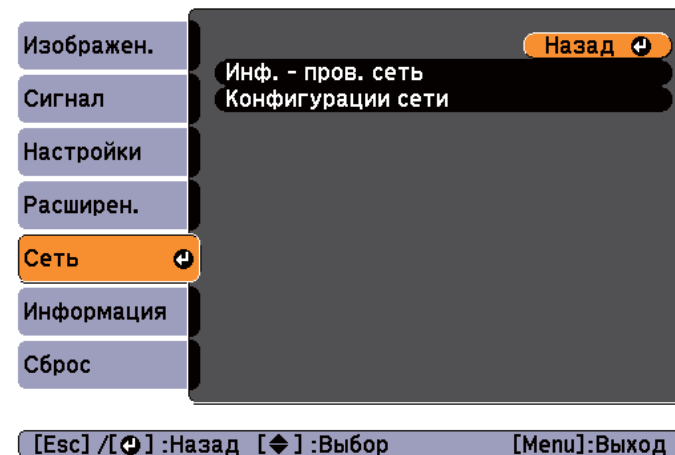 Изображен.
Сигнал
Настройки
Расширен.
Сеть
Информация
Сброс
Назад
Инф. - пров. сеть
Конфигурации сети
[Esc] /[⏎] :Назад [◆] :Выбор [Menu]:Выход